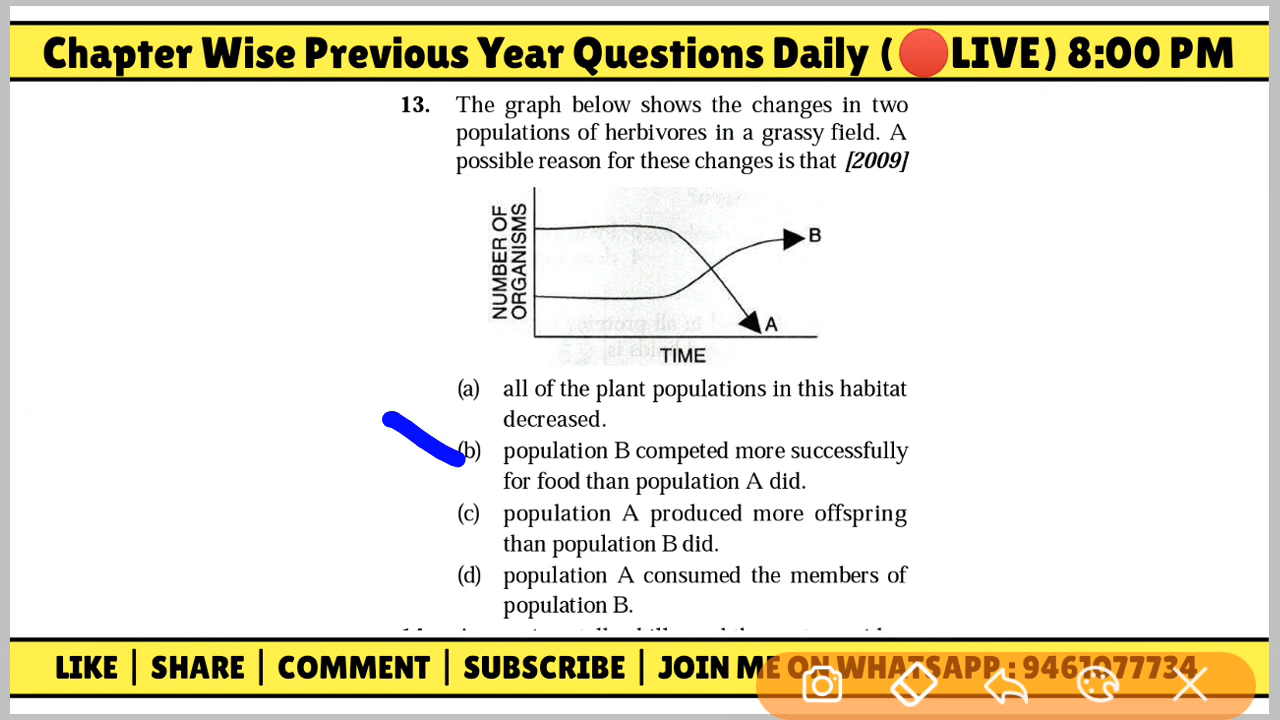 Chapter Wise Previous Year Questions Daily (🔴LIVE) 8:00 PM
13. The graph below shows the changes in two
populations of herbivores in a grassy field. A
possible reason for these changes is that [2009]
NUMBER OF
ORGANISMS
B
A
TIME
(a) all of the plant populations in this habitat
decreased.
(b) population B competed more successfully
for food than population A did.
(c) population A produced more offspring
than population B did.
(d) population A consumed the members of
population B.
LIKE | SHARE | COMMENT | SUBSCRIBE | JOIN ME ON WHATSAPP : 9461977734